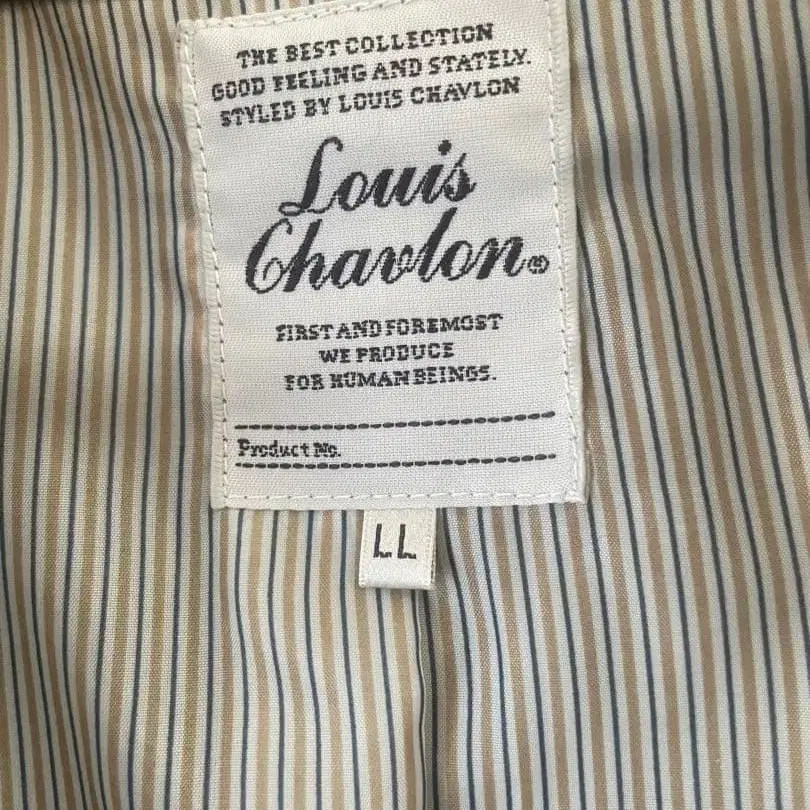 THE BEST COLLECTION
GOOD FEELING AND STATELY.
STYLED BY LOUIS CHAVLON
Louis
Chavlon®
FIRST AND FOREMOST
WE PRODUCE
FOR HUMAN BEINGS.
Product No.
LL